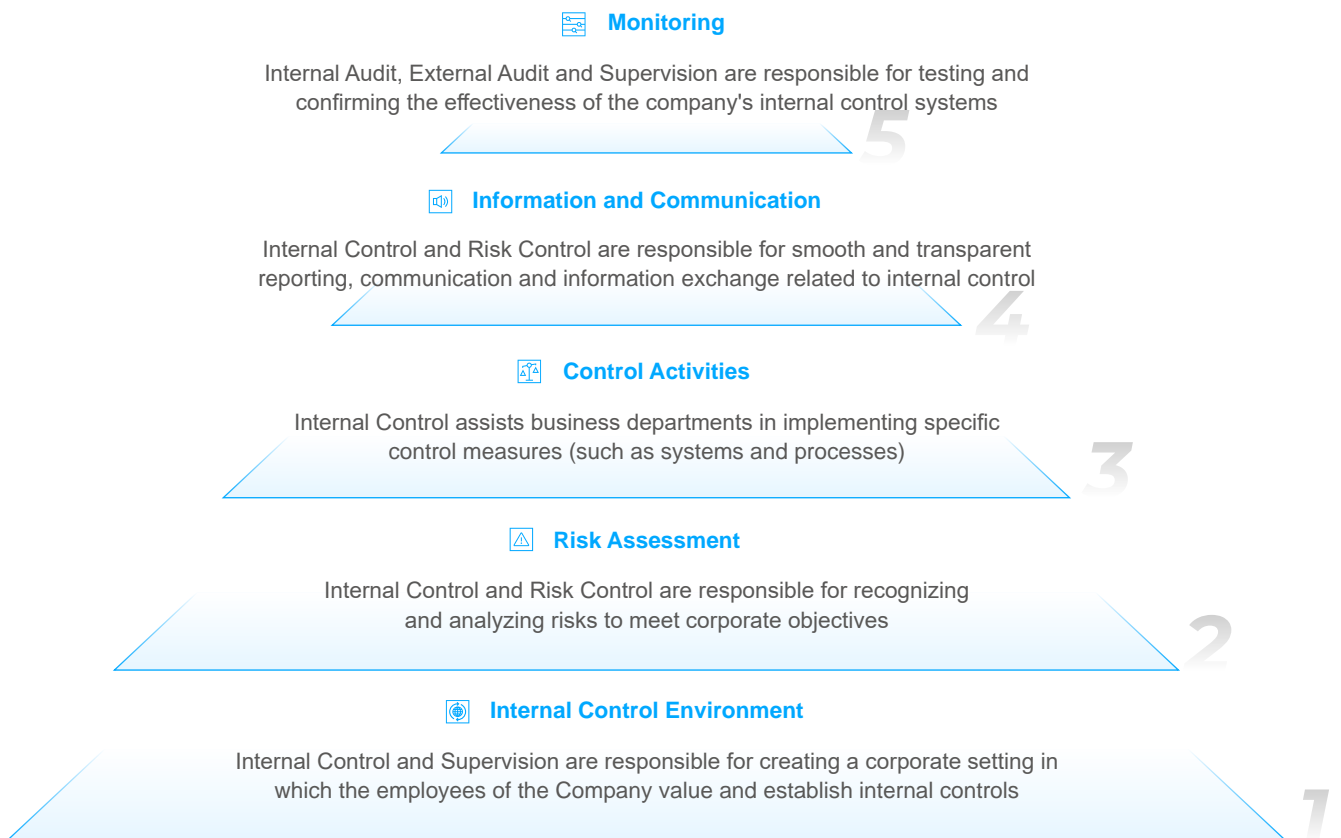 Monitoring
Internal Audit, External Audit and Supervision are responsible for testing and
confirming the effectiveness of the company's internal control systems
5
Information and Communication
Internal Control and Risk Control are responsible for smooth and transparent
reporting, communication and information exchange related to internal control
4
Control Activities
Internal Control assists business departments in implementing specific
control measures (such as systems and processes)
3
Risk Assessment
Internal Control and Risk Control are responsible for recognizing
and analyzing risks to meet corporate objectives
2
Internal Control Environment
Internal Control and Supervision are responsible for creating a corporate setting in
which the employees of the Company value and establish internal controls
1